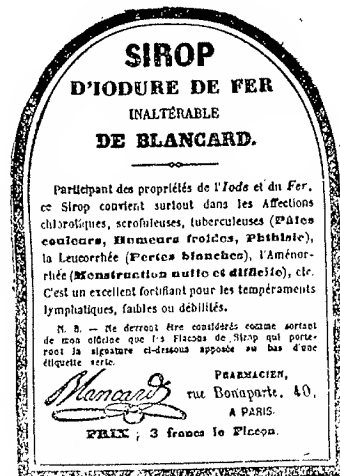 SIROP
D'IODURE DE FER
INALTÉRABLE
DE BLANCARD.
Participant des propriétés de l'Iode et du Fer,
ce Sirop convient surtout dans les Affections
chlorotiques, scrofuleuses, tuberculeuses (Pâles
couleurs, Humeurs froides, Phthisie),
la Leucorrhée (Pertes blanches), l'Aménor-
rhée (Menstruation nulle et difficile), etc.
C'est un excellent fortifiant pour les tempéraments
lymphatiques, faibles ou débilités.
N. B. — Ne devront être considérés comme sortant
de mon officine que les Flacons de Sirop qui porte-
ront la signature ci-dessous apposée au bas d'une
étiquette verte.
Blancard
PHARMACIEN,
rue Bonaparte, 40,
A PARIS.
PRIX : 3 francs le Flacon.